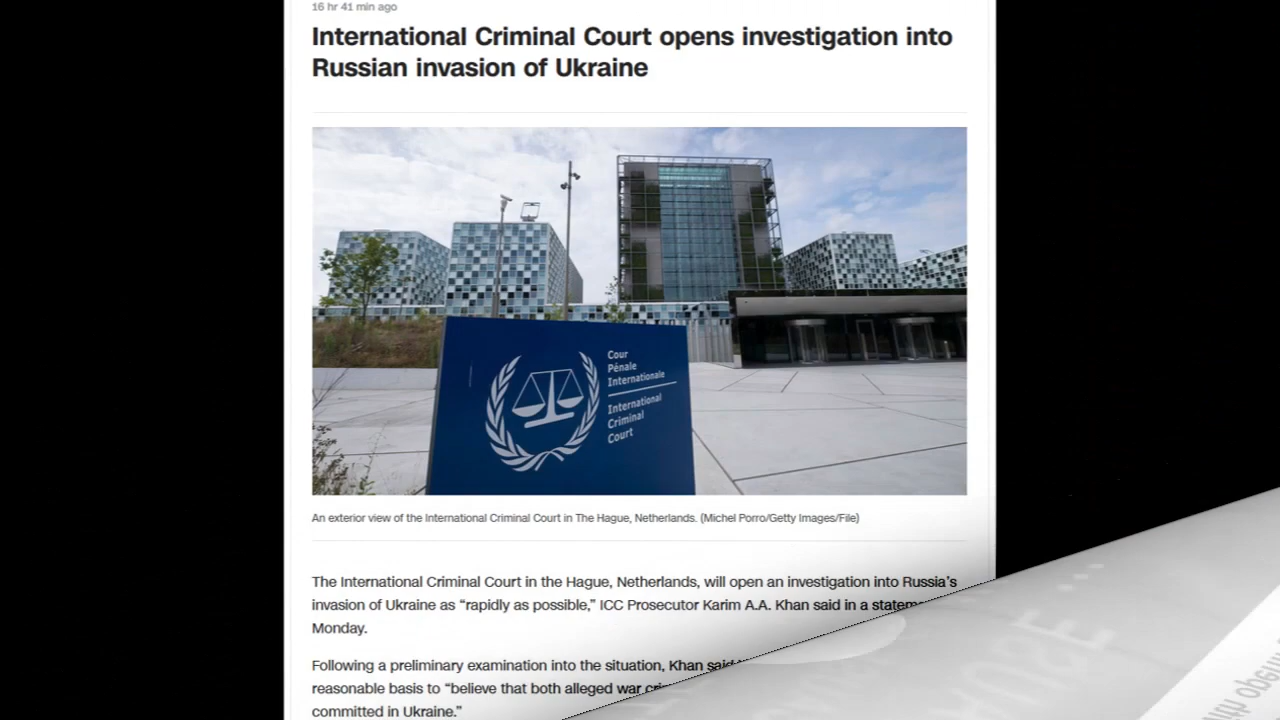 16 hr 41 min ago
International Criminal Court opens investigation into
Russian invasion of Ukraine
Cour
Pénale
Internationale
International
Criminal
Court
An exterior view of the International Criminal Court in The Hague, Netherlands. (Michel Porro/Getty Images/File)
The International Criminal Court in the Hague, Netherlands, will open an investigation into Russia's
invasion of Ukraine as “rapidly as possible,” ICC Prosecutor Karim A.A. Khan said in a
Monday.
Following a preliminary examination into the situation, Khan said
reasonable basis to “believe that both alleged war
committed in Ukraine.”